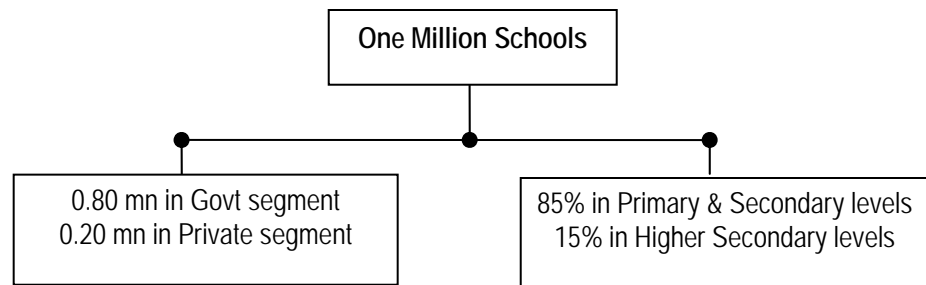 One Million Schools
0.80 mn in Govt segment
0.20 mn in Private segment
85% in Primary & Secondary levels
15% in Higher Secondary levels